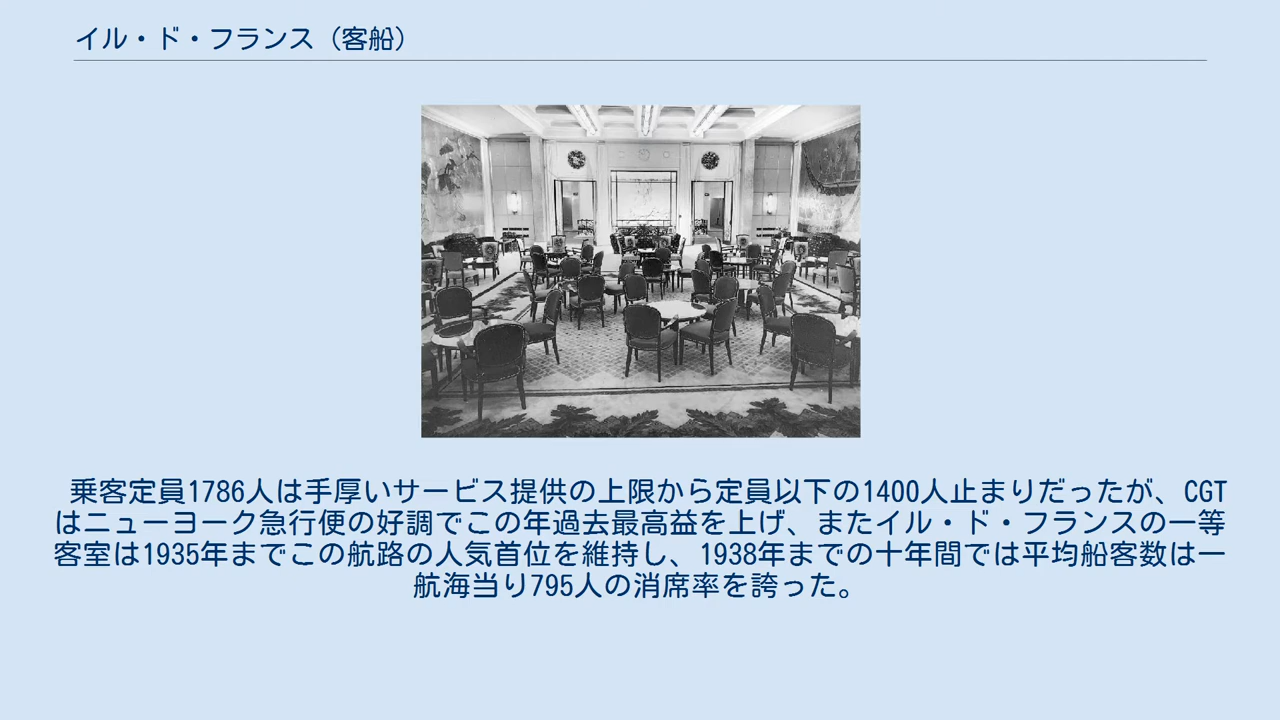 イル・ド・フランス（客船）
乗客定員1786人は手厚いサービス提供の上限から定員以下の1400人止まりだったが、CGT
はニューヨーク急行便の好調でこの年過去最高益を上げ、またイル・ド・フランスの一等
客室は1935年までこの航路の人気首位を維持し、1938年までの十年間では平均船客数は一
航海当り795人の消席率を誇った。